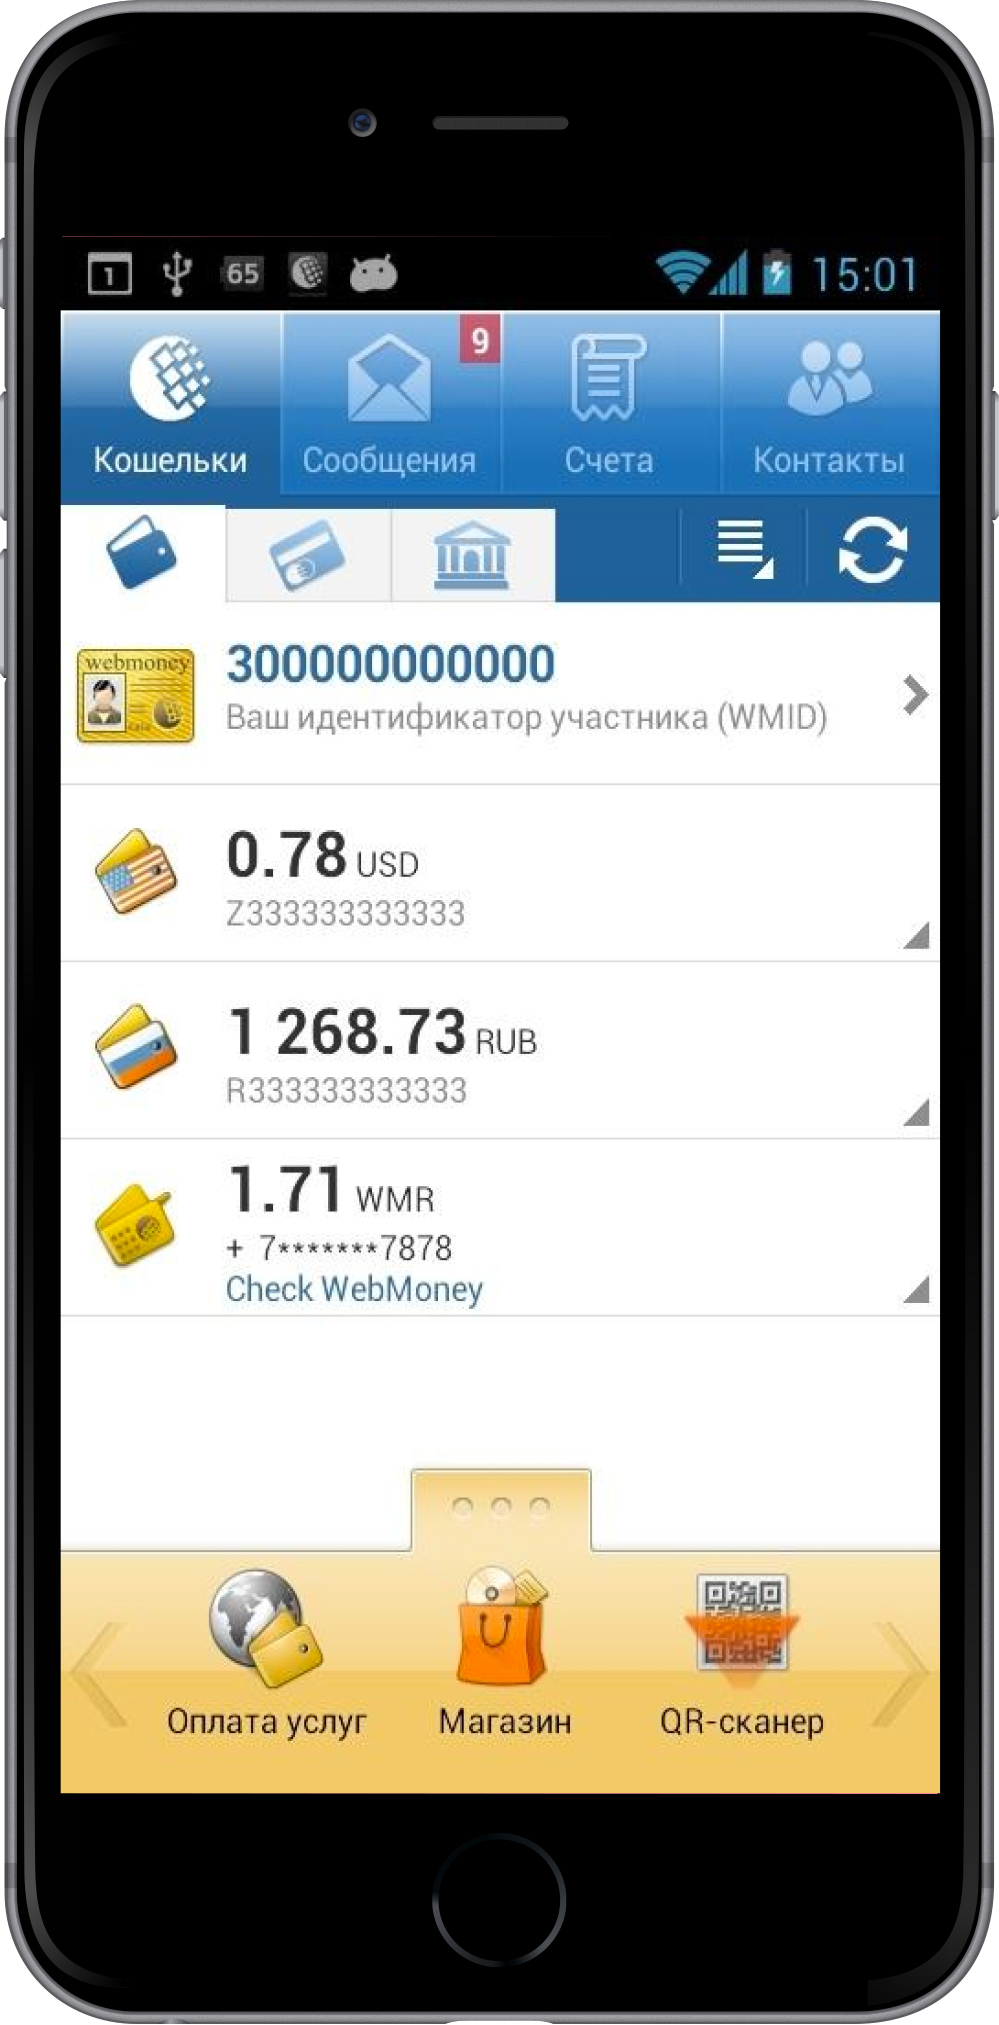 1
65
15:01
9
Кошельки
Сообщения
Счета
Контакты
webmoney
300000000000
Ваш идентификатор участника (WMID)
0.78 USD
Z333333333333
1 268.73 RUB
R333333333333
1.71 WMR
+ 7*******7878
Check WebMoney
Оплата услуг
Магазин
QR-сканер